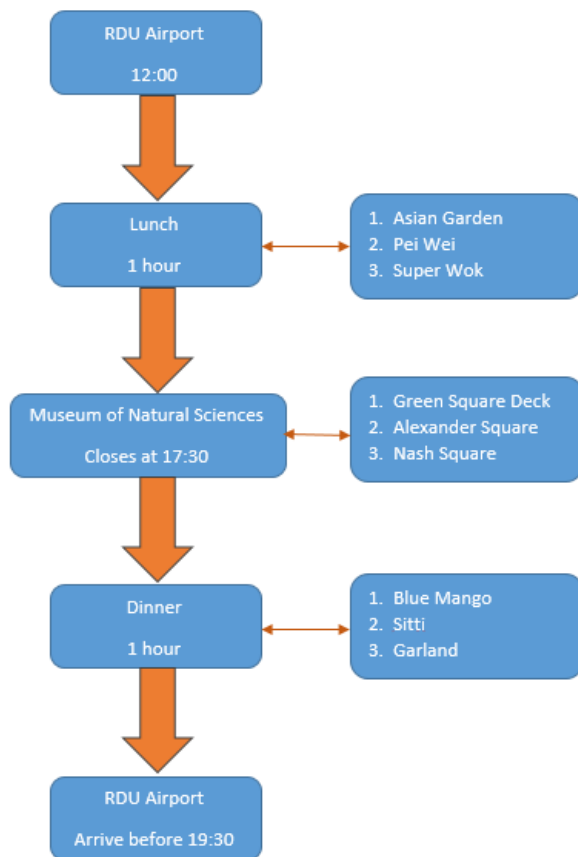 RDU Airport
12:00
Lunch
1 hour
1. Asian Garden
2. Pei Wei
3. Super Wok
Museum of Natural Sciences
Closes at 17:30
1. Green Square Deck
2. Alexander Square
3. Nash Square
Dinner
1 hour
1. Blue Mango
2. Sitti
3. Garland
RDU Airport
Arrive before 19:30